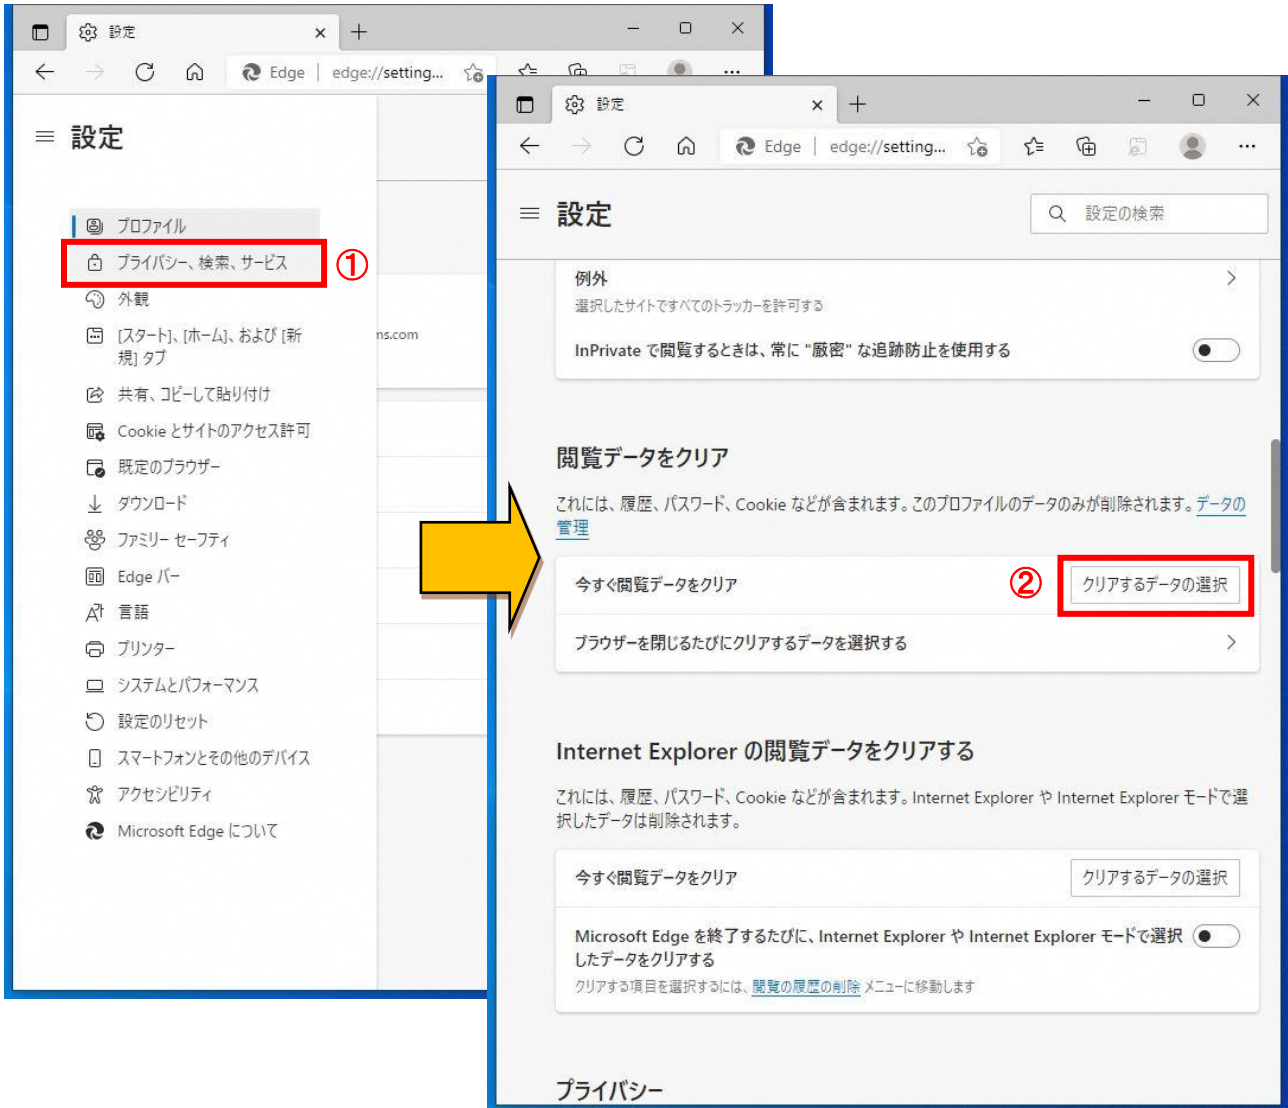 設定
Edge
edge://setting...
設定
プロファイル
プライバシー、検索、サービス
①
外観
[スタート]、[ホーム]、および [新
規] タブ
共有、コピーして貼り付け
Cookie とサイトのアクセス許可
既定のブラウザー
ダウンロード
ファミリー セーフティ
Edge バー
言語
プリンター
システムとパフォーマンス
設定のリセット
スマートフォンとその他のデバイス
アクセシビリティ
Microsoft Edge について
ns.com
設定
Edge
edge://setting...
設定
設定の検索
例外
選択したサイトですべてのトラッカーを許可する
InPrivate で閲覧するときは、常に "厳密" な追跡防止を使用する
閲覧データをクリア
これには、履歴、パスワード、Cookie などが含まれます。このプロファイルのデータのみが削除されます。データの
管理
今すぐ閲覧データをクリア
②
クリアするデータの選択
ブラウザーを閉じるたびにクリアするデータを選択する
Internet Explorer の閲覧データをクリアする
これには、履歴、パスワード、Cookie などが含まれます。Internet Explorer や Internet Explorer モードで選
択したデータは削除されます。
今すぐ閲覧データをクリア
クリアするデータの選択
Microsoft Edge を終了するたびに、Internet Explorer や Internet Explorer モードで選択
したデータをクリアする
クリアする項目を選択するには、閲覧の履歴の削除 メニューに移動します
プライバシー